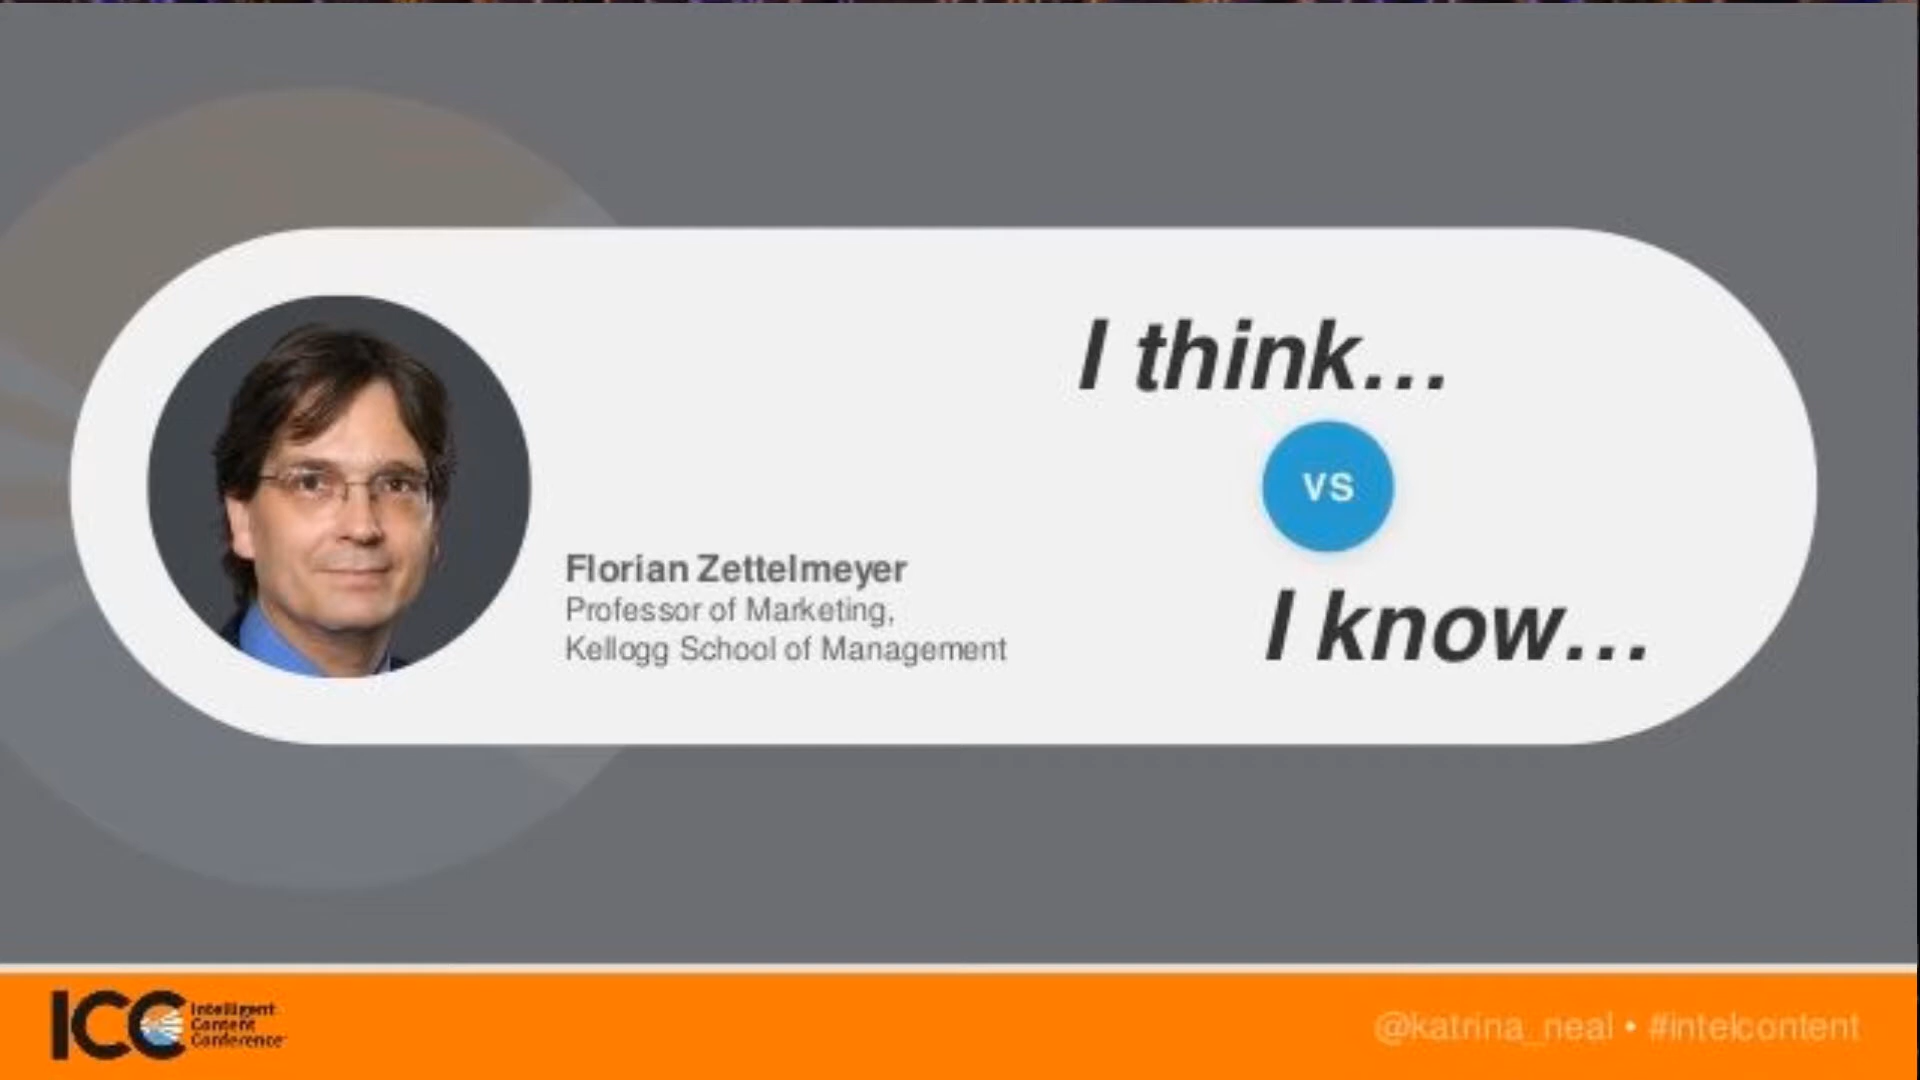 I think…
vs
I know…
Florian Zettelmeyer
Professor of Marketing,
Kellogg School of Management
ICC
Intelligent
Content
Conference
@katrina_neal • #intelcontent